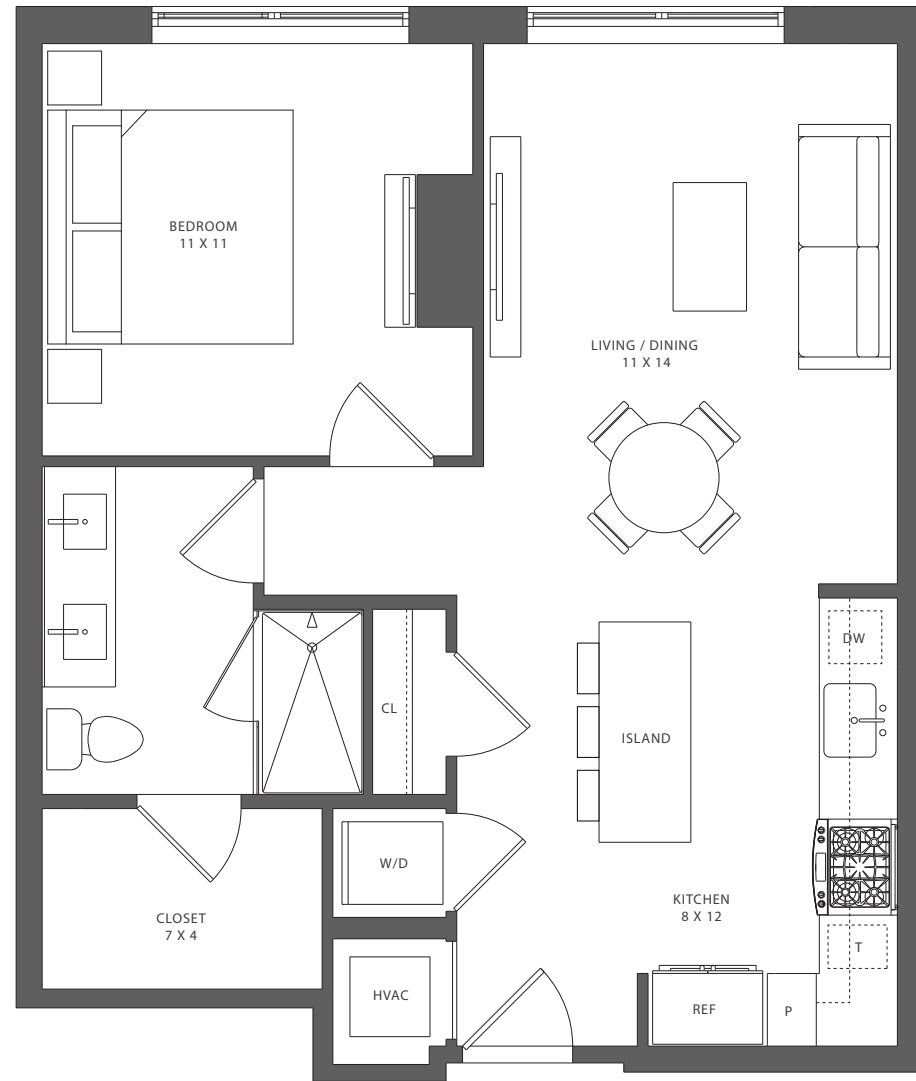 BEDROOM
11 X 11
LIVING / DINING
11 X 14
DW
CL
ISLAND
W/D
KITCHEN
8 X 12
CLOSET
7 X 4
T
HVAC
REF
P